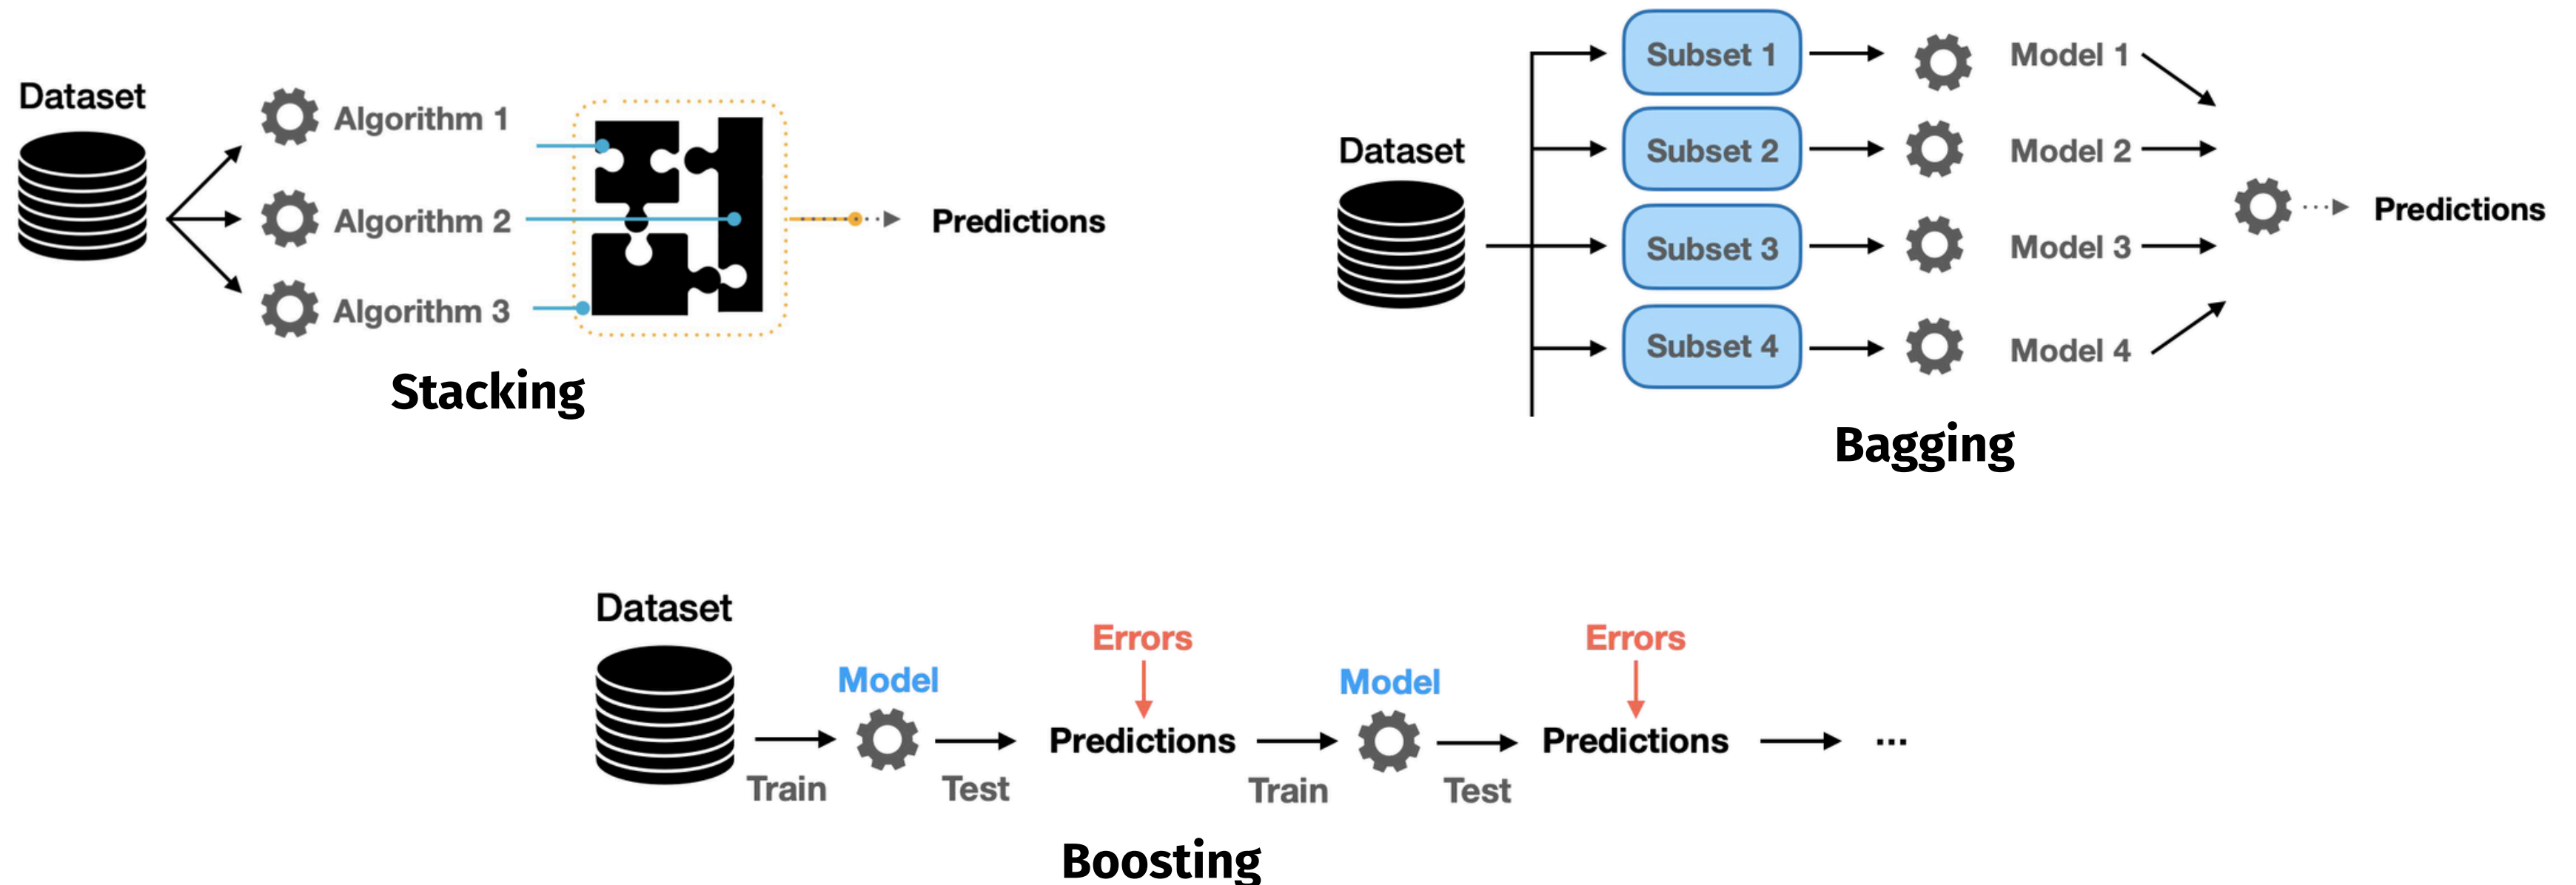 Dataset
Algorithm 1
Algorithm 2
Algorithm 3
Predictions
Stacking
Dataset
Subset 1
Model 1
Subset 2
Model 2
Subset 3
Model 3
Subset 4
Model 4
Predictions
Bagging
Dataset
Model
Errors
Model
Errors
Predictions
Predictions
...
Train
Test
Train
Test
Boosting